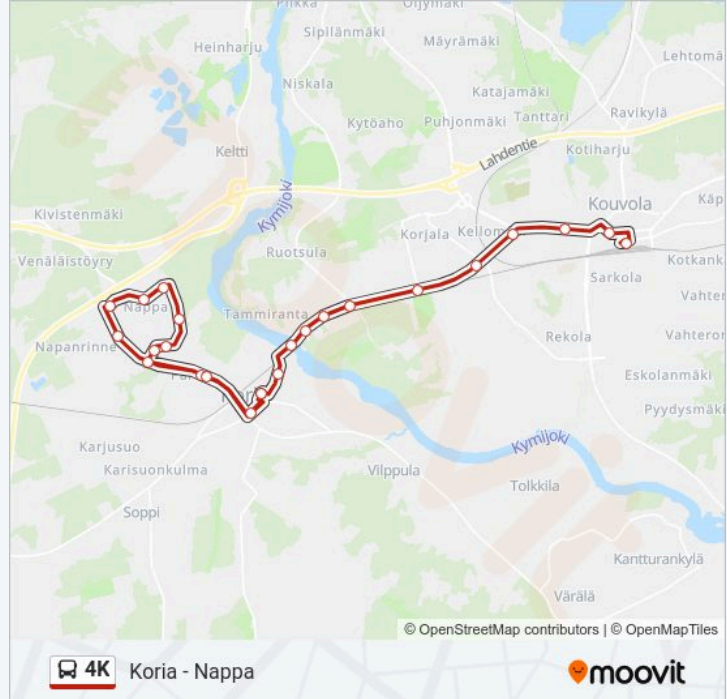 Pilkka
Öljymäki
Sipilänmäki
Heinharju
Mäyrämäki
Lehtomä
Niskala
Katajamäki
Kytöaho
Puhjonmäki
Tanttari
Ravikylä
Keltti
Lahdentie
Kotiharju
Kymijoki
Kouvola
Kivistenmäki
Korjala
Kellom
Käp
Ruotsula
Venäläistöyry
Kotkank
Sarkola
Vahter
Nappa
Tammiranta
Napanrinne
Rekola
Vahteron
Eskolanmäki
Pyydysmäki
Karjusuo
Kymijoki
Karisuonkulma
Vilppula
Tolkkila
Soppi
Kantturankylä
Värälä
© OpenStreetMap contributors | © OpenMapTiles
4K Koria - Nappa
moovit